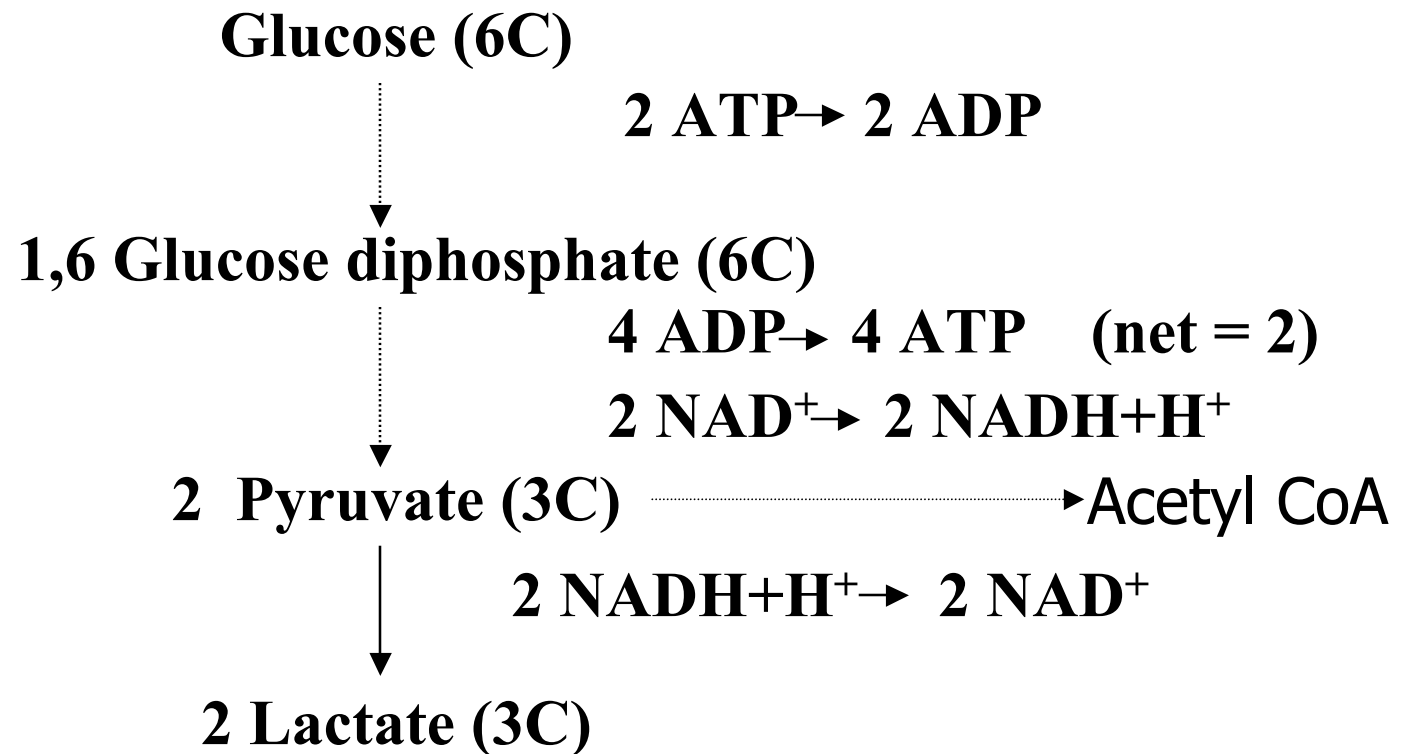 Glucose (6C)
2 ATP→ 2 ADP
1,6 Glucose diphosphate (6C)
4 ADP→ 4 ATP (net = 2)
2 NAD⁺→ 2 NADH+H⁺
2 Pyruvate (3C) → Acetyl CoA
2 NADH+H⁺→ 2 NAD⁺
2 Lactate (3C)